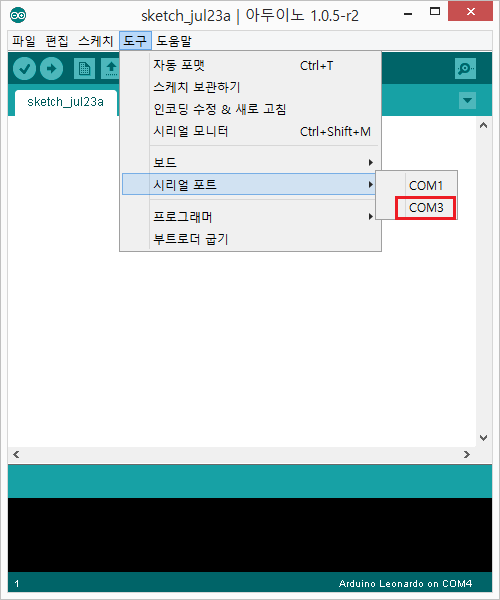 sketch_jul23a | 아두이노 1.0.5-r2
파일 편집 스케치 도구 도움말
sketch_jul23a
자동 포맷 Ctrl+T
스케치 보관하기
인코딩 수정 & 새로 고침
시리얼 모니터 Ctrl+Shift+M
보드
시리얼 포트
COM1
COM3
프로그래머
부트로더 굽기
1 Arduino Leonardo on COM4